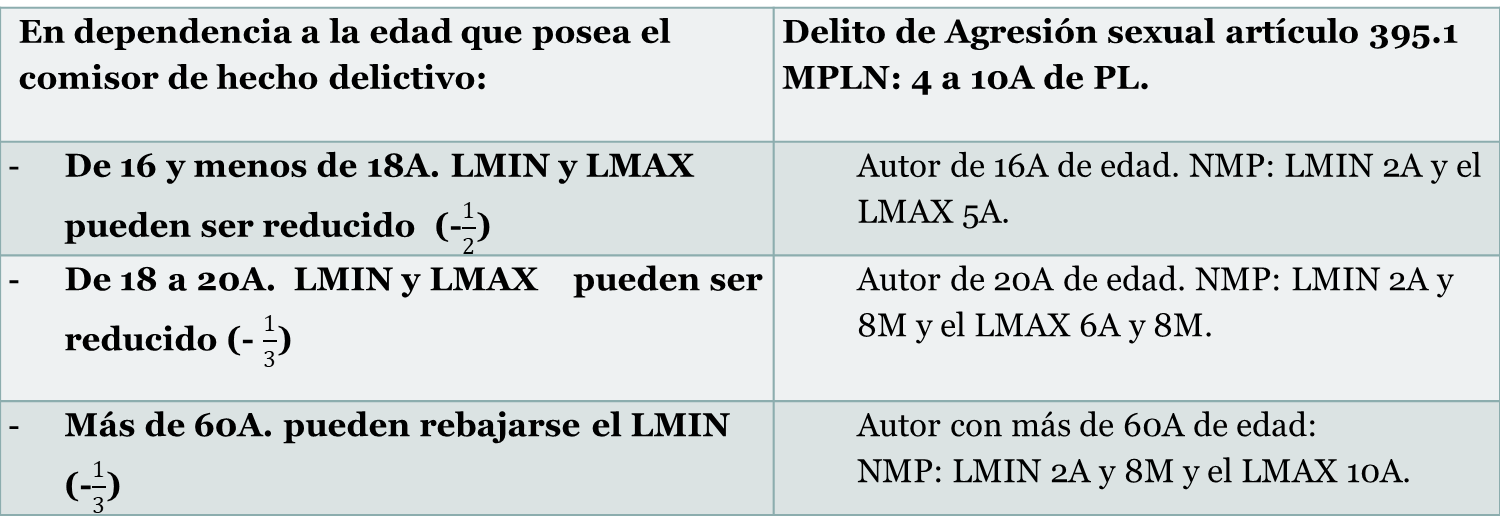 En dependencia a la edad que posea el
comisor de hecho delictivo:
Delito de Agresión sexual artículo 395.1
MPLN: 4 a 10A de PL.
- De 16 y menos de 18A. LMIN y LMAX
pueden ser reducido (-1/2)
Autor de 16A de edad. NMP: LMIN 2A y el
LMAX 5A.
- De 18 a 20A. LMIN y LMAX pueden ser
reducido (- 1/3)
Autor de 20A de edad. NMP: LMIN 2A y
8M y el LMAX 6A y 8M.
- Más de 60A. pueden rebajarse el LMIN
(-1/3)
Autor con más de 60A de edad:
NMP: LMIN 2A y 8M y el LMAX 10A.